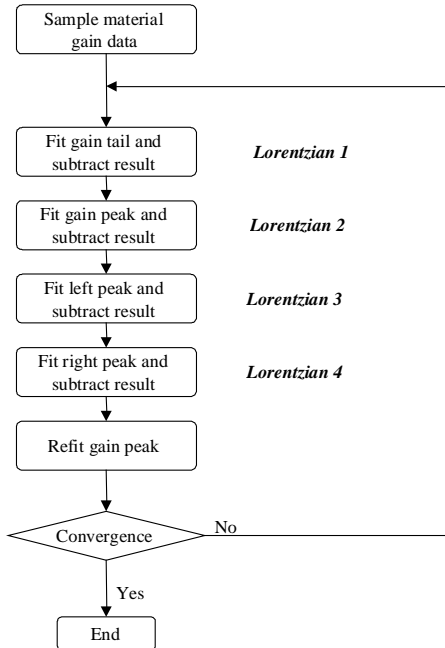 Sample material
gain data
Fit gain tail and
subtract result
Lorentzian 1
Fit gain peak and
subtract result
Lorentzian 2
Fit left peak and
subtract result
Lorentzian 3
Fit right peak and
subtract result
Lorentzian 4
Refit gain peak
Convergence
No
Yes
End